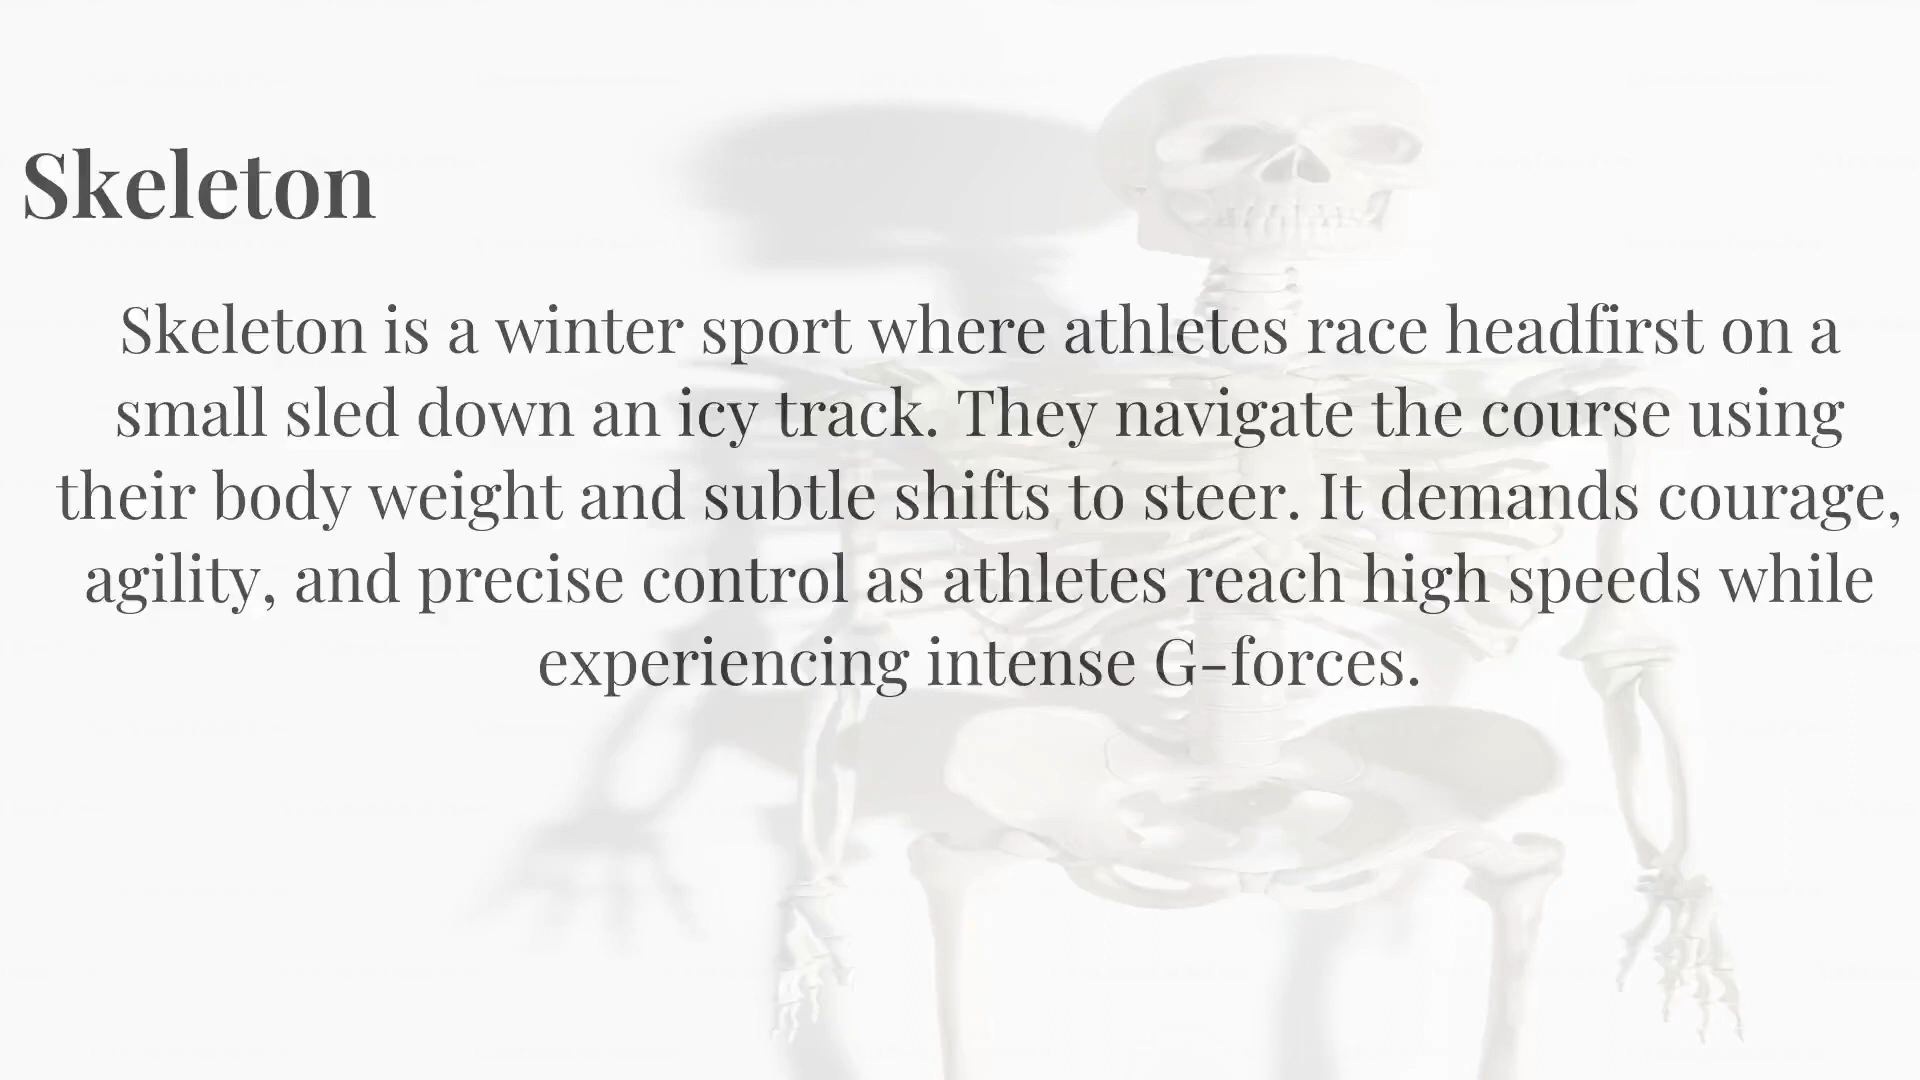 Skeleton
Skeleton is a winter sport where athletes race headfirst on a
small sled down an icy track. They navigate the course using
their body weight and subtle shifts to steer. It demands courage,
agility, and precise control as athletes reach high speeds while
experiencing intense G-forces.